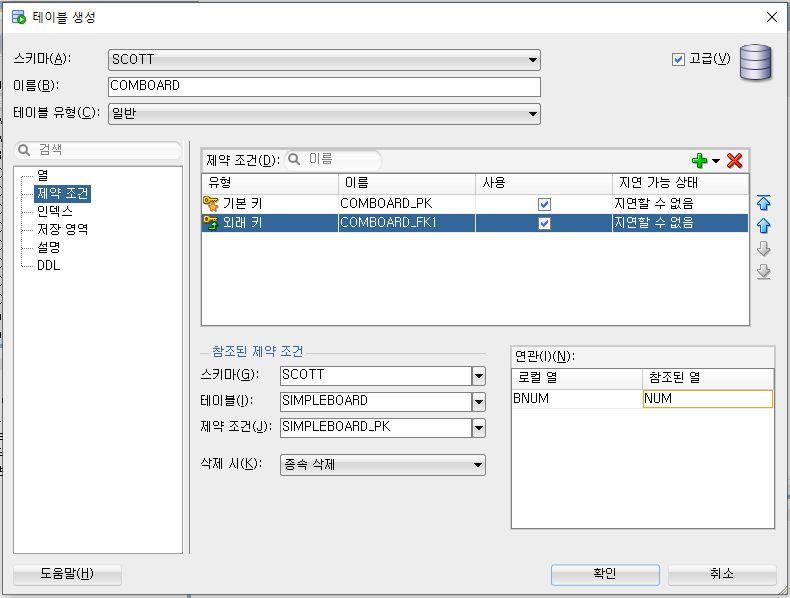 테이블 생성
스키마(A): SCOTT
고급(V)
이름(B): COMBOARD
테이블 유형(C): 일반
검색
열
제약 조건
인덱스
저장 영역
설명
DDL
제약 조건(D): 이름
유형 이름 사용 지연 가능 상태
기본 키 COMBOARD_PK 지연할 수 없음
외래 키 COMBOARD_FK1 지연할 수 없음
참조된 제약 조건
스키마(G): SCOTT
테이블(I): SIMPLEBOARD
제약 조건(J): SIMPLEBOARD_PK
삭제 시(K): 종속 삭제
연관(I)(N):
로컬 열 참조된 열
BNUM NUM
도움말(H)
확인
취소